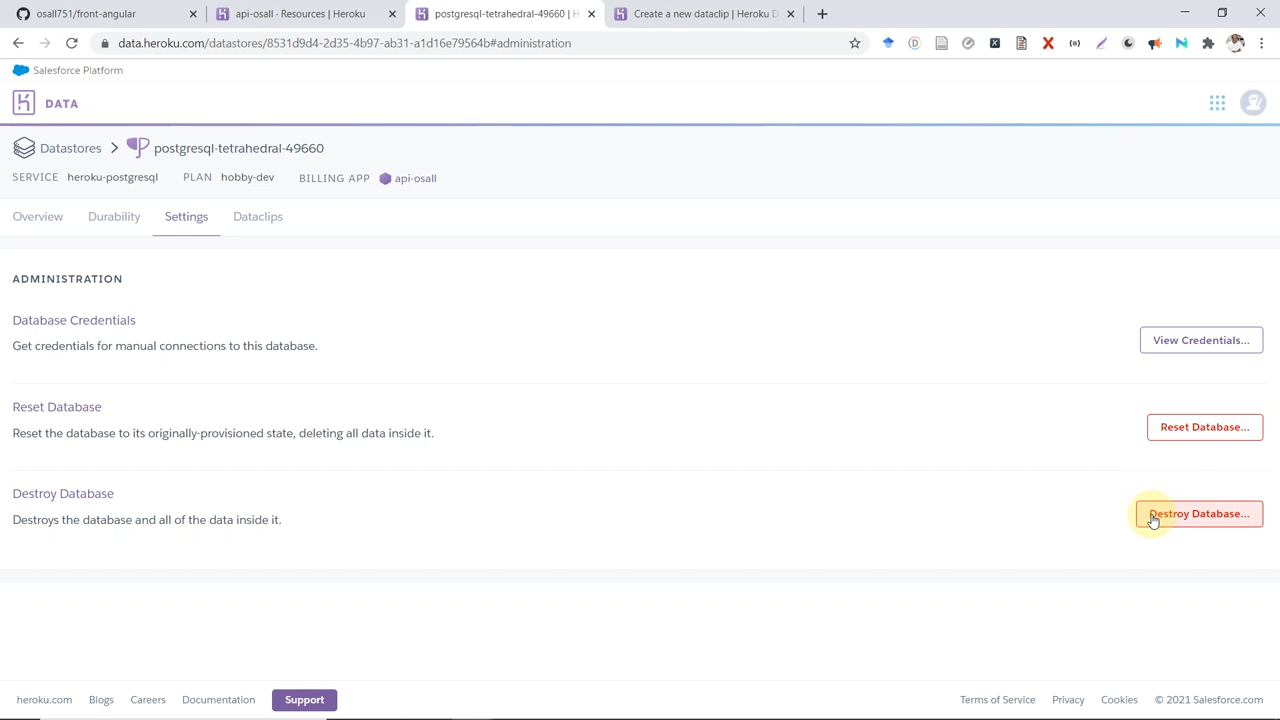 osall751/front-angular
api-osall · Resources | Heroku
postgresql-tetrahedral-49660 | H
Create a new dataclip | Heroku D
data.heroku.com/datastores/8531d9d4-2d35-4b97-ab31-a1d16e79564b#administration
Salesforce Platform
DATA
Datastores
postgresql-tetrahedral-49660
SERVICE heroku-postgresql PLAN hobby-dev BILLING APP api-osall
Overview Durability Settings Dataclips
ADMINISTRATION
Database Credentials
Get credentials for manual connections to this database.
View Credentials...
Reset Database
Reset the database to its originally-provisioned state, deleting all data inside it.
Reset Database...
Destroy Database
Destroys the database and all of the data inside it.
Destroy Database...
heroku.com Blogs Careers Documentation Support Terms of Service Privacy Cookies © 2021 Salesforce.com